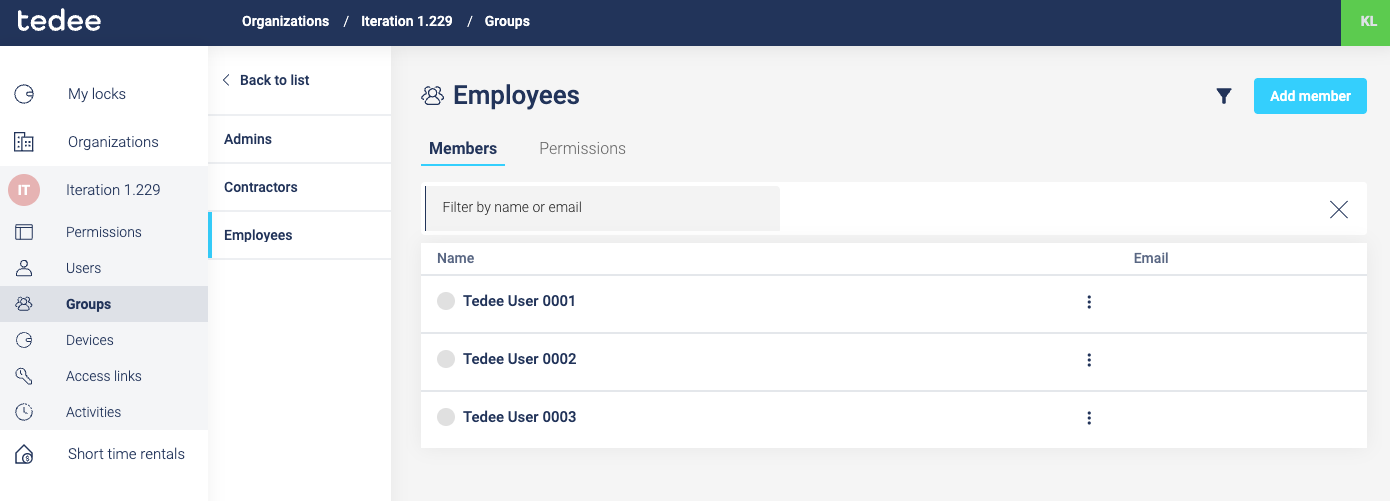 tedee
Organizations / Iteration 1.229 / Groups
KL
My locks
Organizations
IT Iteration 1.229
Permissions
Users
Groups
Devices
Access links
Activities
Short time rentals
Back to list
Admins
Contractors
Employees
Employees
Add member
Members Permissions
Filter by name or email
Name Email
Tedee User 0001
Tedee User 0002
Tedee User 0003